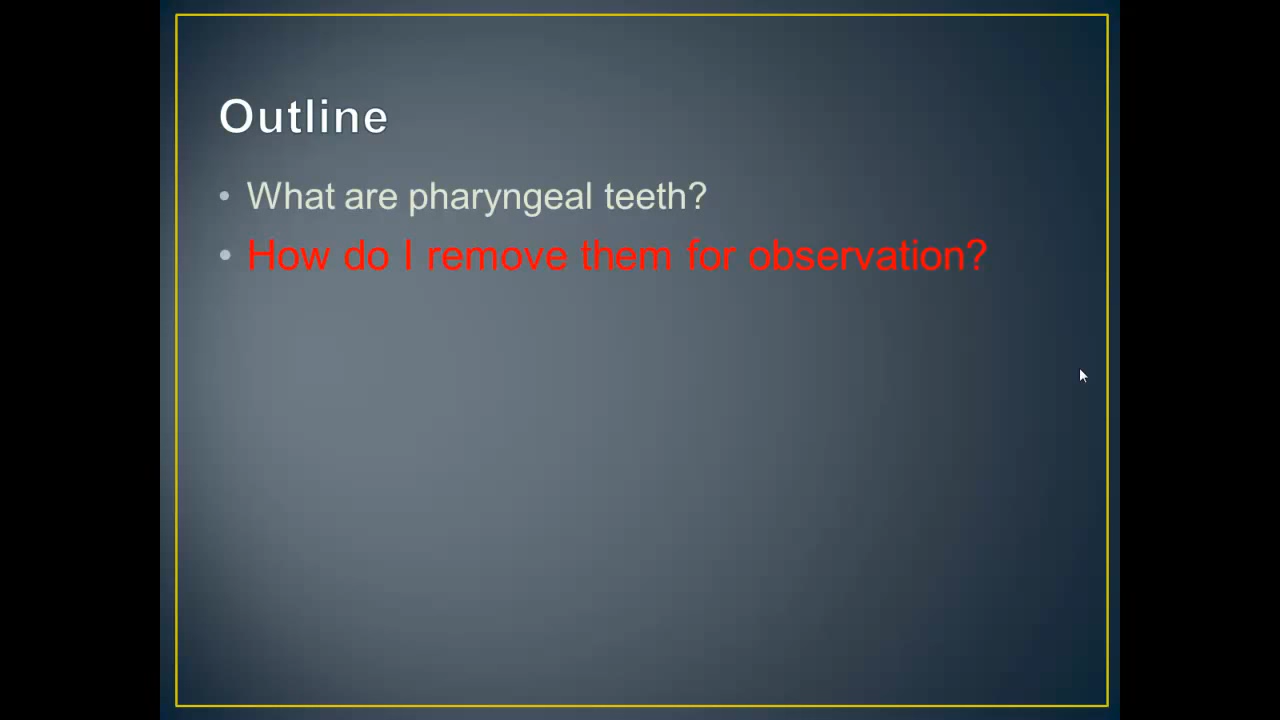 Outline
• What are pharyngeal teeth?
• How do I remove them for observation?